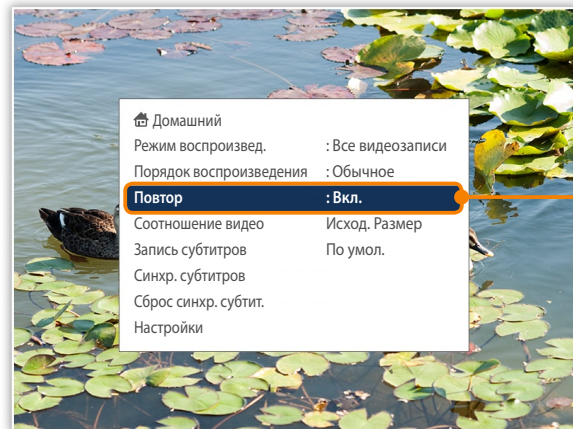 Домашний
Режим воспроизвед. : Все видеозаписи
Порядок воспроизведения : Обычное
Повтор : Вкл.
Соотношение видео Исход. Размер
Запись субтитров По умол.
Синхр. субтитров
Сброс синхр. субтит.
Настройки